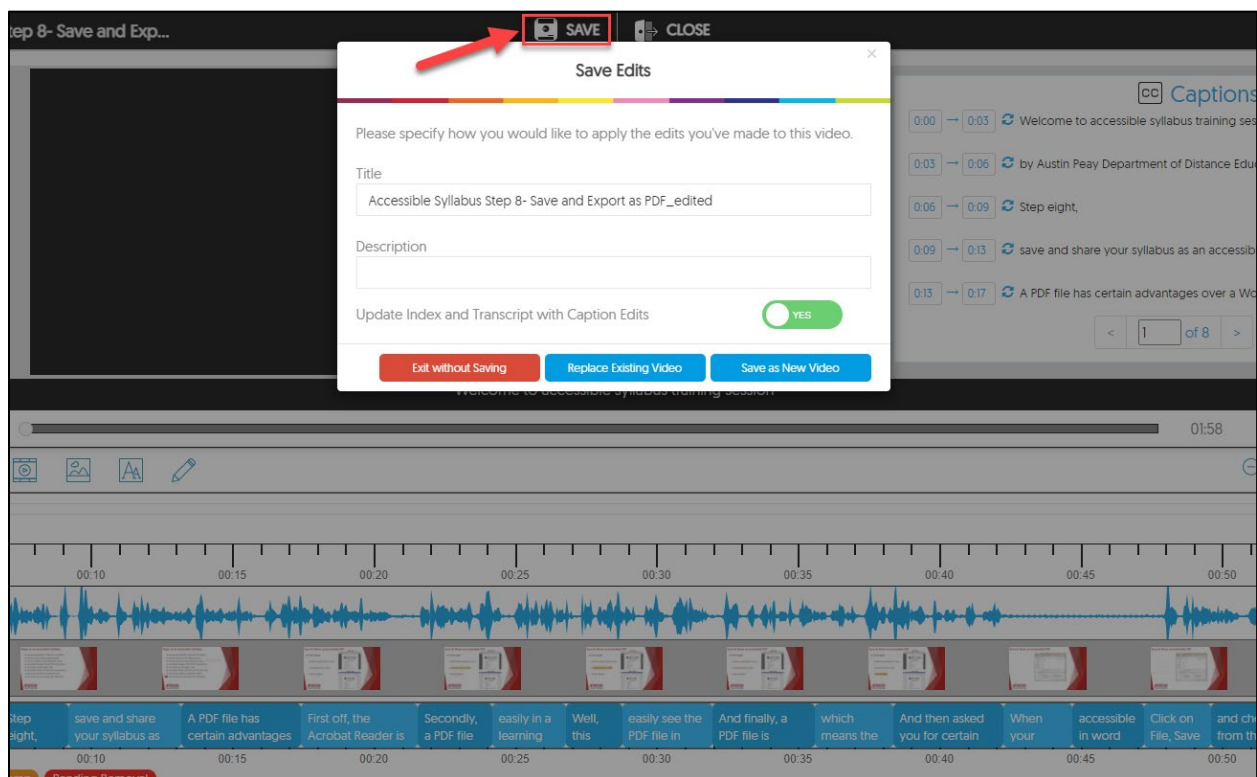 tep 8- Save and Exp...
SAVE
CLOSE
Save Edits
×
Please specify how you would like to apply the edits you've made to this video.
Title
Accessible Syllabus Step 8- Save and Export as PDF_edited
Description
Update Index and Transcript with Caption Edits
YES
Exit without Saving
Replace Existing Video
Save as New Video
CC Captions
0:00 → 0:03 Welcome to accessible syllabus training ses
0:03 → 0:06 by Austin Peay Department of Distance Edu
0:06 → 0:09 Step eight,
0:09 → 0:13 save and share your syllabus as an accessib
0:13 → 0:17 A PDF file has certain advantages over a Wo
< 1 of 8 >
Welcome to accessible syllabus training session
01:58
00:10 00:15 00:20 00:25 00:30 00:35 00:40 00:45 00:50
Step eight,
save and share your syllabus as
A PDF file has certain advantages
First off, the Acrobat Reader is
Secondly, a PDF file
easily in a learning
Well, this
easily see the PDF file in
And finally, a PDF file is
which means the
And then asked you for certain
When your
accessible in word
Click on File, Save
and ch from th
00:10 00:15 00:20 00:25 00:30 00:35 00:40 00:45 00:50
Pending Removal